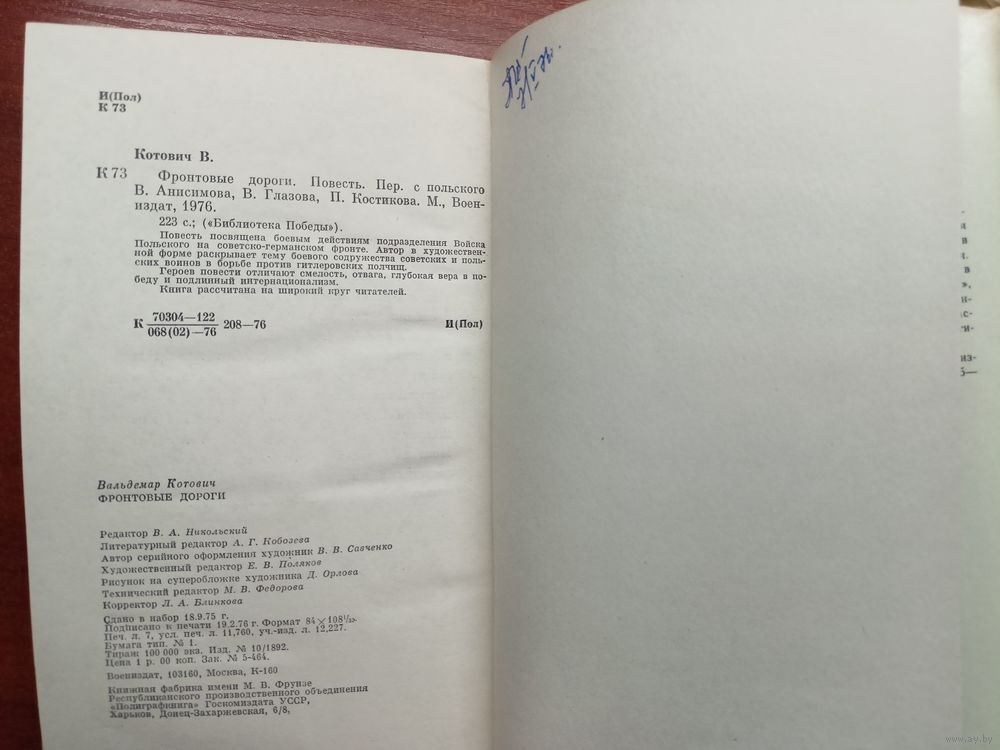 И(Пол)
К 73
Котович В.
К 73 Фронтовые дороги. Повесть. Пер. с польского
В. Анисимова, В. Глазова, П. Костикова. М., Воен-
издат, 1976.
223 с.; («Библиотека Победы»).
Повесть посвящена боевым действиям подразделения Войска
Польского на советско-германском фронте. Автор в художествен-
ной форме раскрывает тему боевого содружества советских и поль-
ских воинов в борьбе против гитлеровских полчищ.
Героев повести отличают смелость, отвага, глубокая вера в по-
беду и подлинный интернационализм.
Книга рассчитана на широкий круг читателей.
К 70304—122
068(02)—76 208—76 И(Пол)
Вальдемар Котович
ФРОНТОВЫЕ ДОРОГИ
Редактор В. А. Никольский
Литературный редактор А. Г. Кобозева
Автор серийного оформления художник В. В. Савченко
Художественный редактор Е. В. Поляков
Рисунок на суперобложке художника Д. Орлова
Технический редактор М. В. Федорова
Корректор Л. А. Блинкова
Сдано в набор 18.9.75 г.
Подписано к печати 19.2.76 г. Формат 84×108¹/₃₂.
Печ. л. 7, усл. печ. л. 11,760, уч.-изд. л. 12,227.
Бумага тип. № 1.
Тираж 100 000 экз. Изд. № 10/1892.
Цена 1 р. 00 коп. Зак. № 5-464.
Воениздат, 103160, Москва, К-160
Книжная фабрика имени М. В. Фрунзе
Республиканского производственного объединения
«Полиграфкнига» Госкомиздата УССР,
Харьков, Донец-Захаржевская, 6/8,
в
».
и-
с-
и-
из-
5—
www.ay.by